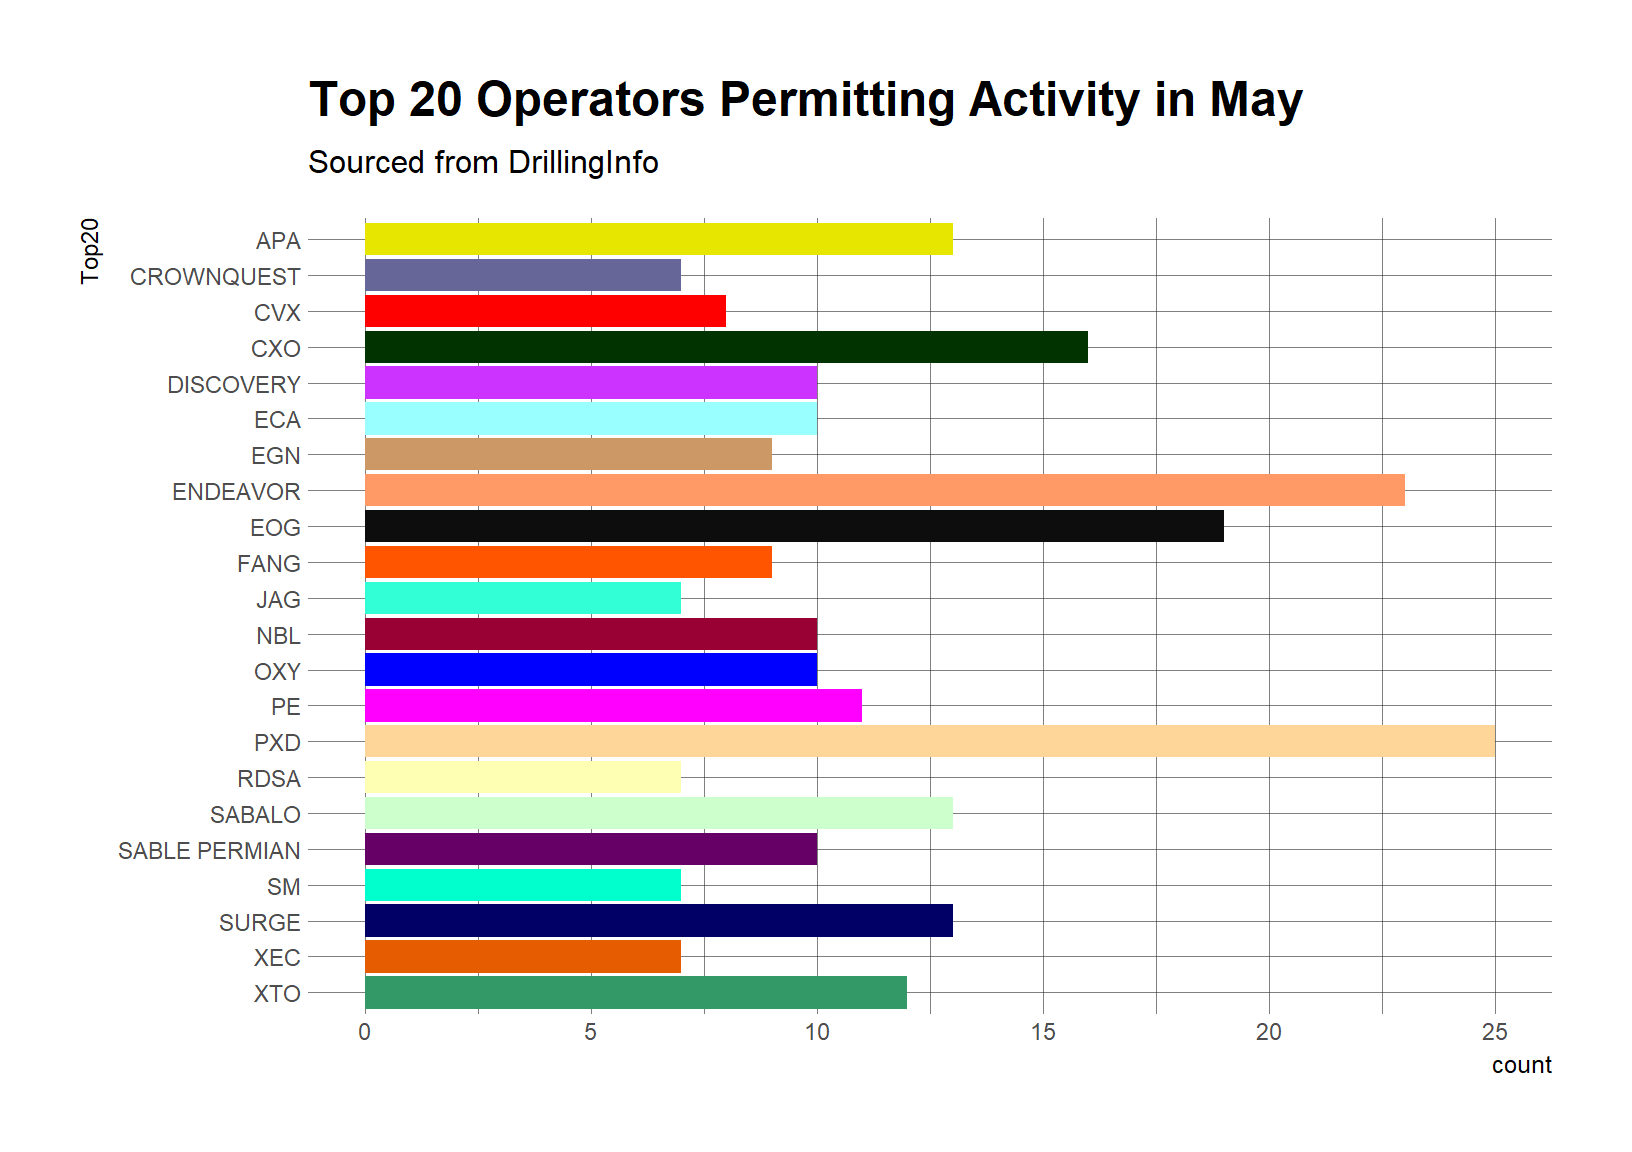 Top 20 Operators Permitting Activity in May
Sourced from DrillingInfo
Top20
APA
CROWNQUEST
CVX
CXO
DISCOVERY
ECA
EGN
ENDEAVOR
EOG
FANG
JAG
NBL
OXY
PE
PXD
RDSA
SABALO
SABLE PERMIAN
SM
SURGE
XEC
XTO
0 5 10 15 20 25
count